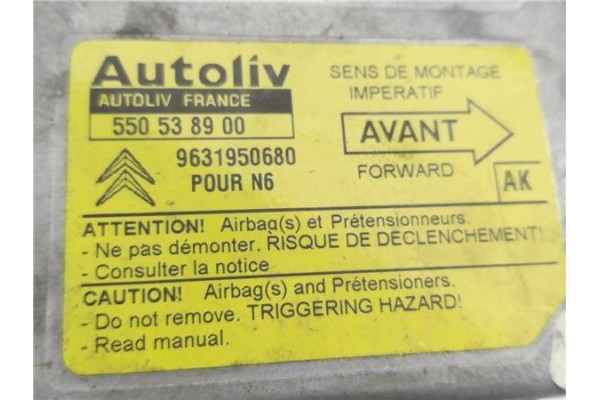 Autoliv
AUTOLIV FRANCE
550 53 89 00
9631950680
POUR N6
SENS DE MONTAGE
IMPERATIF
AVANT
FORWARD
AK
ATTENTION! Airbag(s) et Prétensionneurs.
- Ne pas démonter. RISQUE DE DECLENCHEMENT!
- Consulter la notice
CAUTION! Airbag(s) and Prétensioners.
- Do not remove. TRIGGERING HAZARD!
- Read manual.